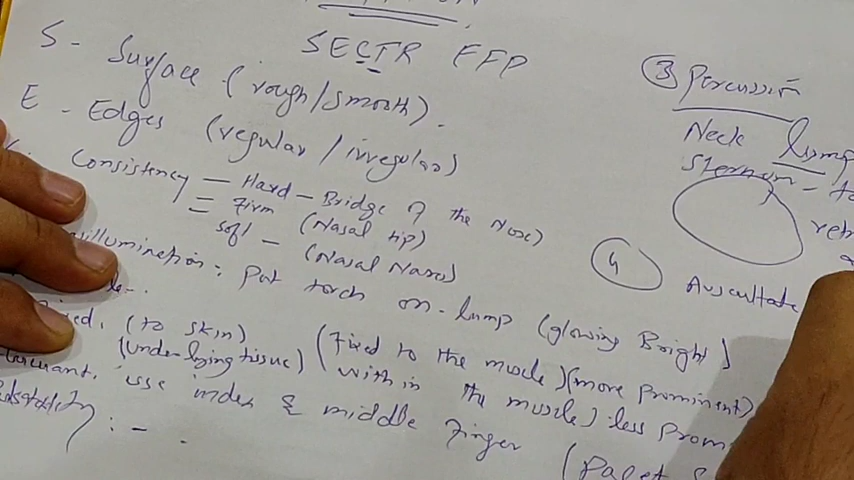 SECTR FFP
S - Surface (rough/smooth).
E - Edges (regular / irregular)
Consistency — Hard - Bridge of the Nose)
= Firm (Nasal tip)
Soft — (Nasal Nares)
illumination: Put torch on lump (glowing Bright)
(to skin)
(underlying tissue) (Fixed to the muscle) (more prominent)
with in the muscle) less prom
use index & middle finger
: -
③ Percussion
Neck lump
Sternum -
④ Auscultate